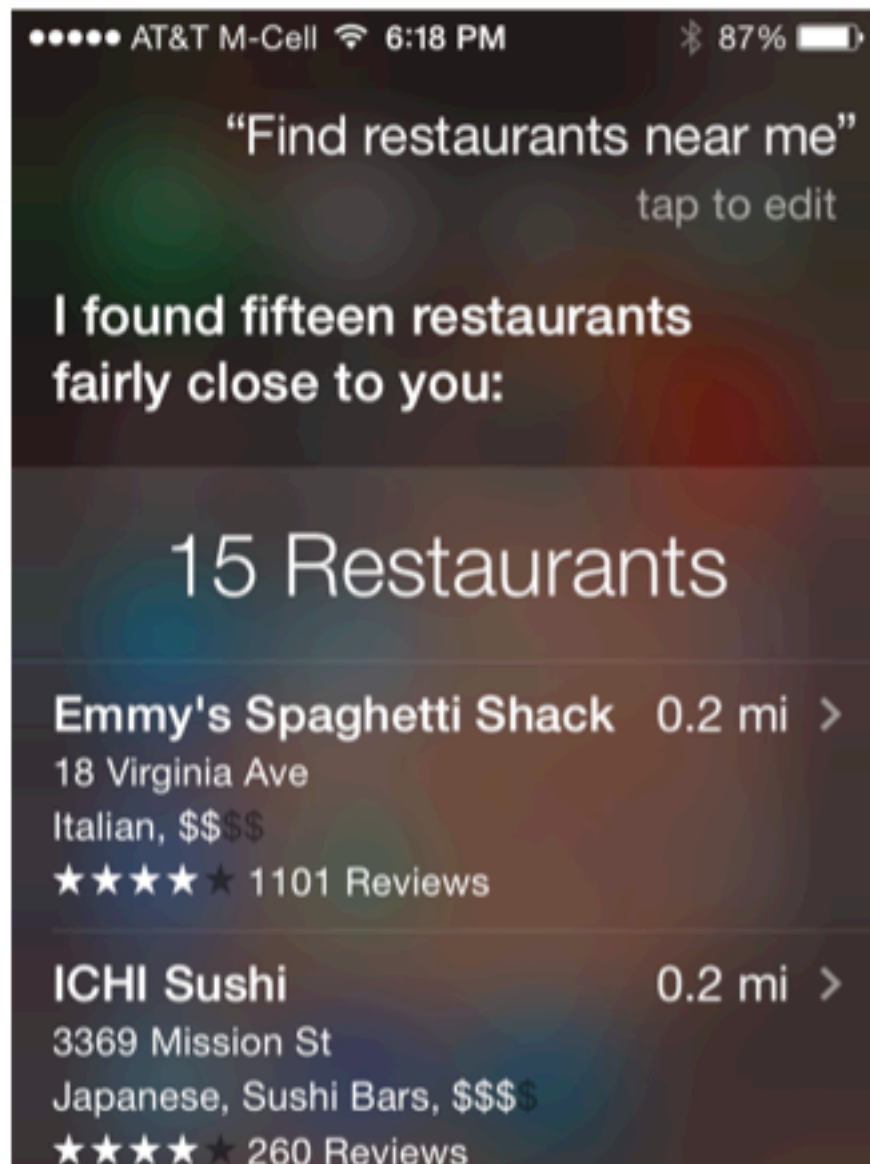 ●●●●● AT&T M-Cell 6:18 PM 87%
“Find restaurants near me”
tap to edit
I found fifteen restaurants
fairly close to you:
15 Restaurants
Emmy's Spaghetti Shack 0.2 mi >
18 Virginia Ave
Italian, $$$$
★★★★★ 1101 Reviews
ICHI Sushi 0.2 mi >
3369 Mission St
Japanese, Sushi Bars, $$$$
★★★★★ 260 Reviews